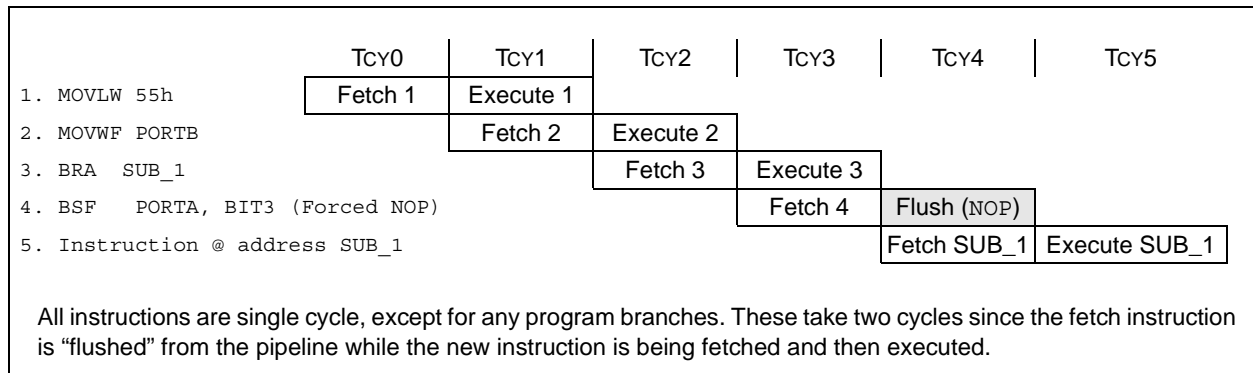 TCY0 TCY1 TCY2 TCY3 TCY4 TCY5
1. MOVLW 55h Fetch 1 Execute 1
2. MOVWF PORTB Fetch 2 Execute 2
3. BRA SUB_1 Fetch 3 Execute 3
4. BSF PORTA, BIT3 (Forced NOP) Fetch 4 Flush (NOP)
5. Instruction @ address SUB_1 Fetch SUB_1 Execute SUB_1
All instructions are single cycle, except for any program branches. These take two cycles since the fetch instruction
is “flushed” from the pipeline while the new instruction is being fetched and then executed.